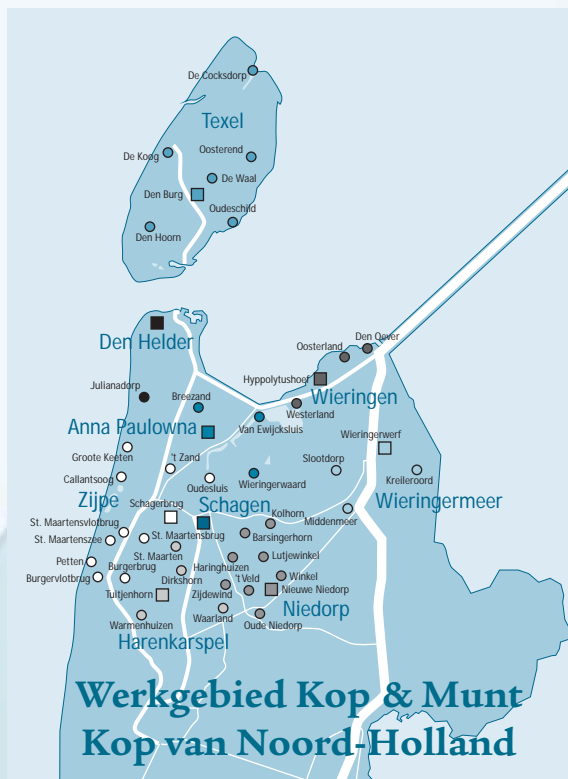 De Cocksdorp
Texel
De Koog
Oosterend
De Waal
Den Burg
Oudeschild
Den Hoorn
Den Helder
Den Oever
Oosterland
Hyppolytushoef
Julianadorp
Breezand
Wieringen
Westerland
Anna Paulowna
Van Ewijcksluis
Wieringerwerf
Groote Keeten
't Zand
Slootdorp
Callantsoog
Oudesluis
Wieringerwaard
Kreileroord
Zijpe
Schagerbrug
Schagen
Wieringermeer
Kolhorn
Middenmeer
St. Maartensvlotbrug
St. Maartensbrug
Barsingerhorn
St. Maartenszee
St. Maarten
Petten
Burgerbrug
Haringhuizen
Lutjewinkel
Dirkshorn
Burgervlotbrug
't Veld
Winkel
Tuitjenhorn
Zijdewind
Nieuwe Niedorp
Waarland
Niedorp
Warmenhuizen
Oude Niedorp
Harenkarspel
Werkgebied Kop & Munt
Kop van Noord-Holland